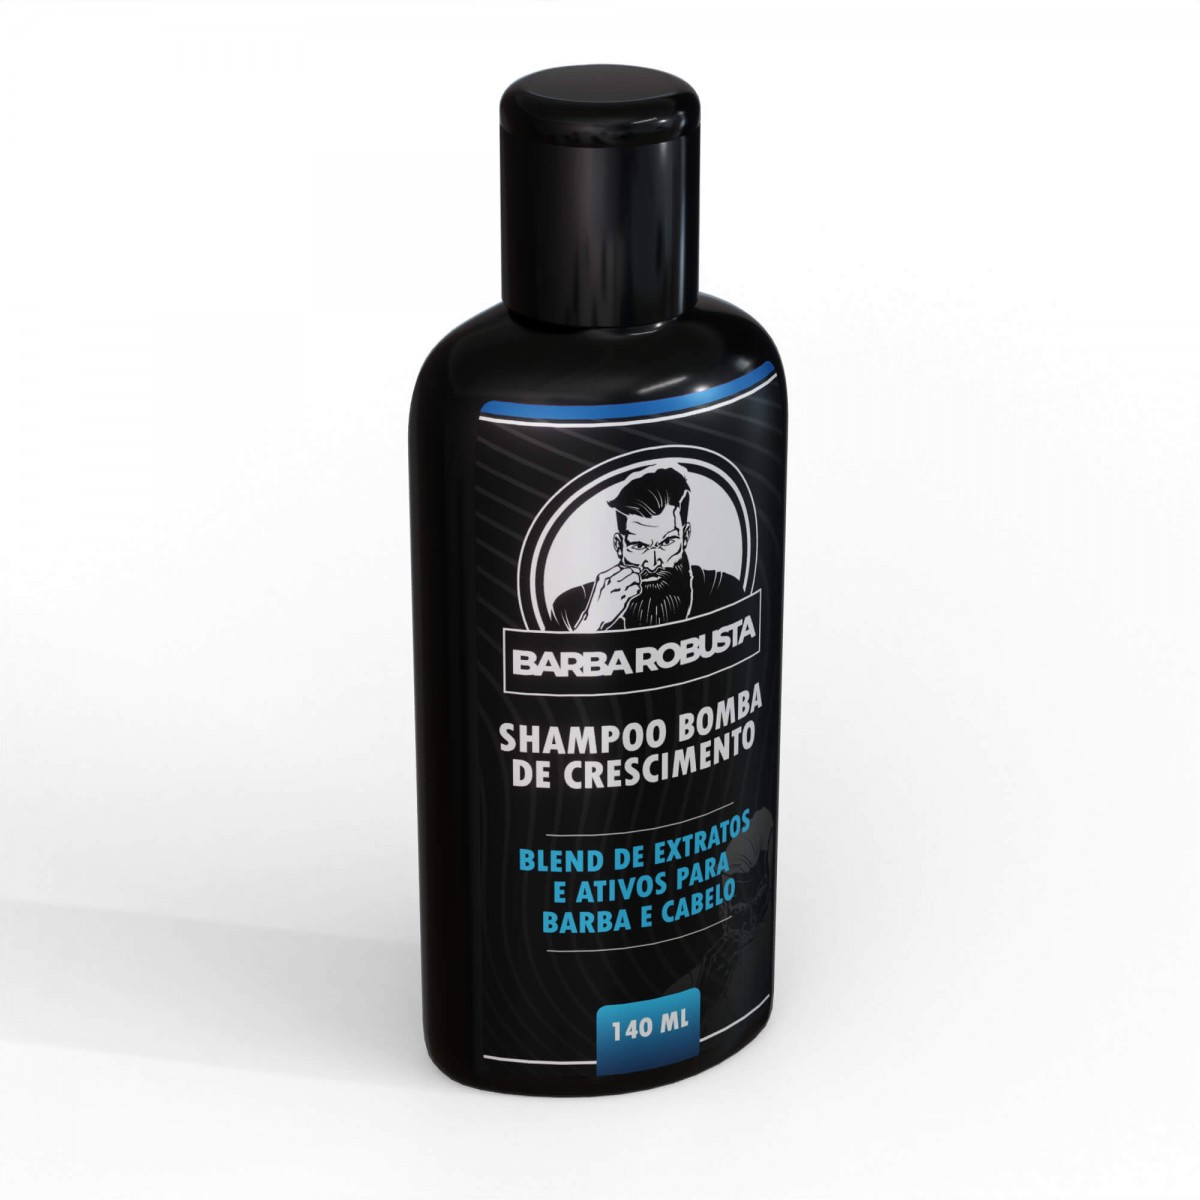 BARBA ROBUSTA
SHAMPOO BOMBA
DE CRESCIMENTO
BLEND DE EXTRATOS
E ATIVOS PARA
BARBA E CABELO
140 ML